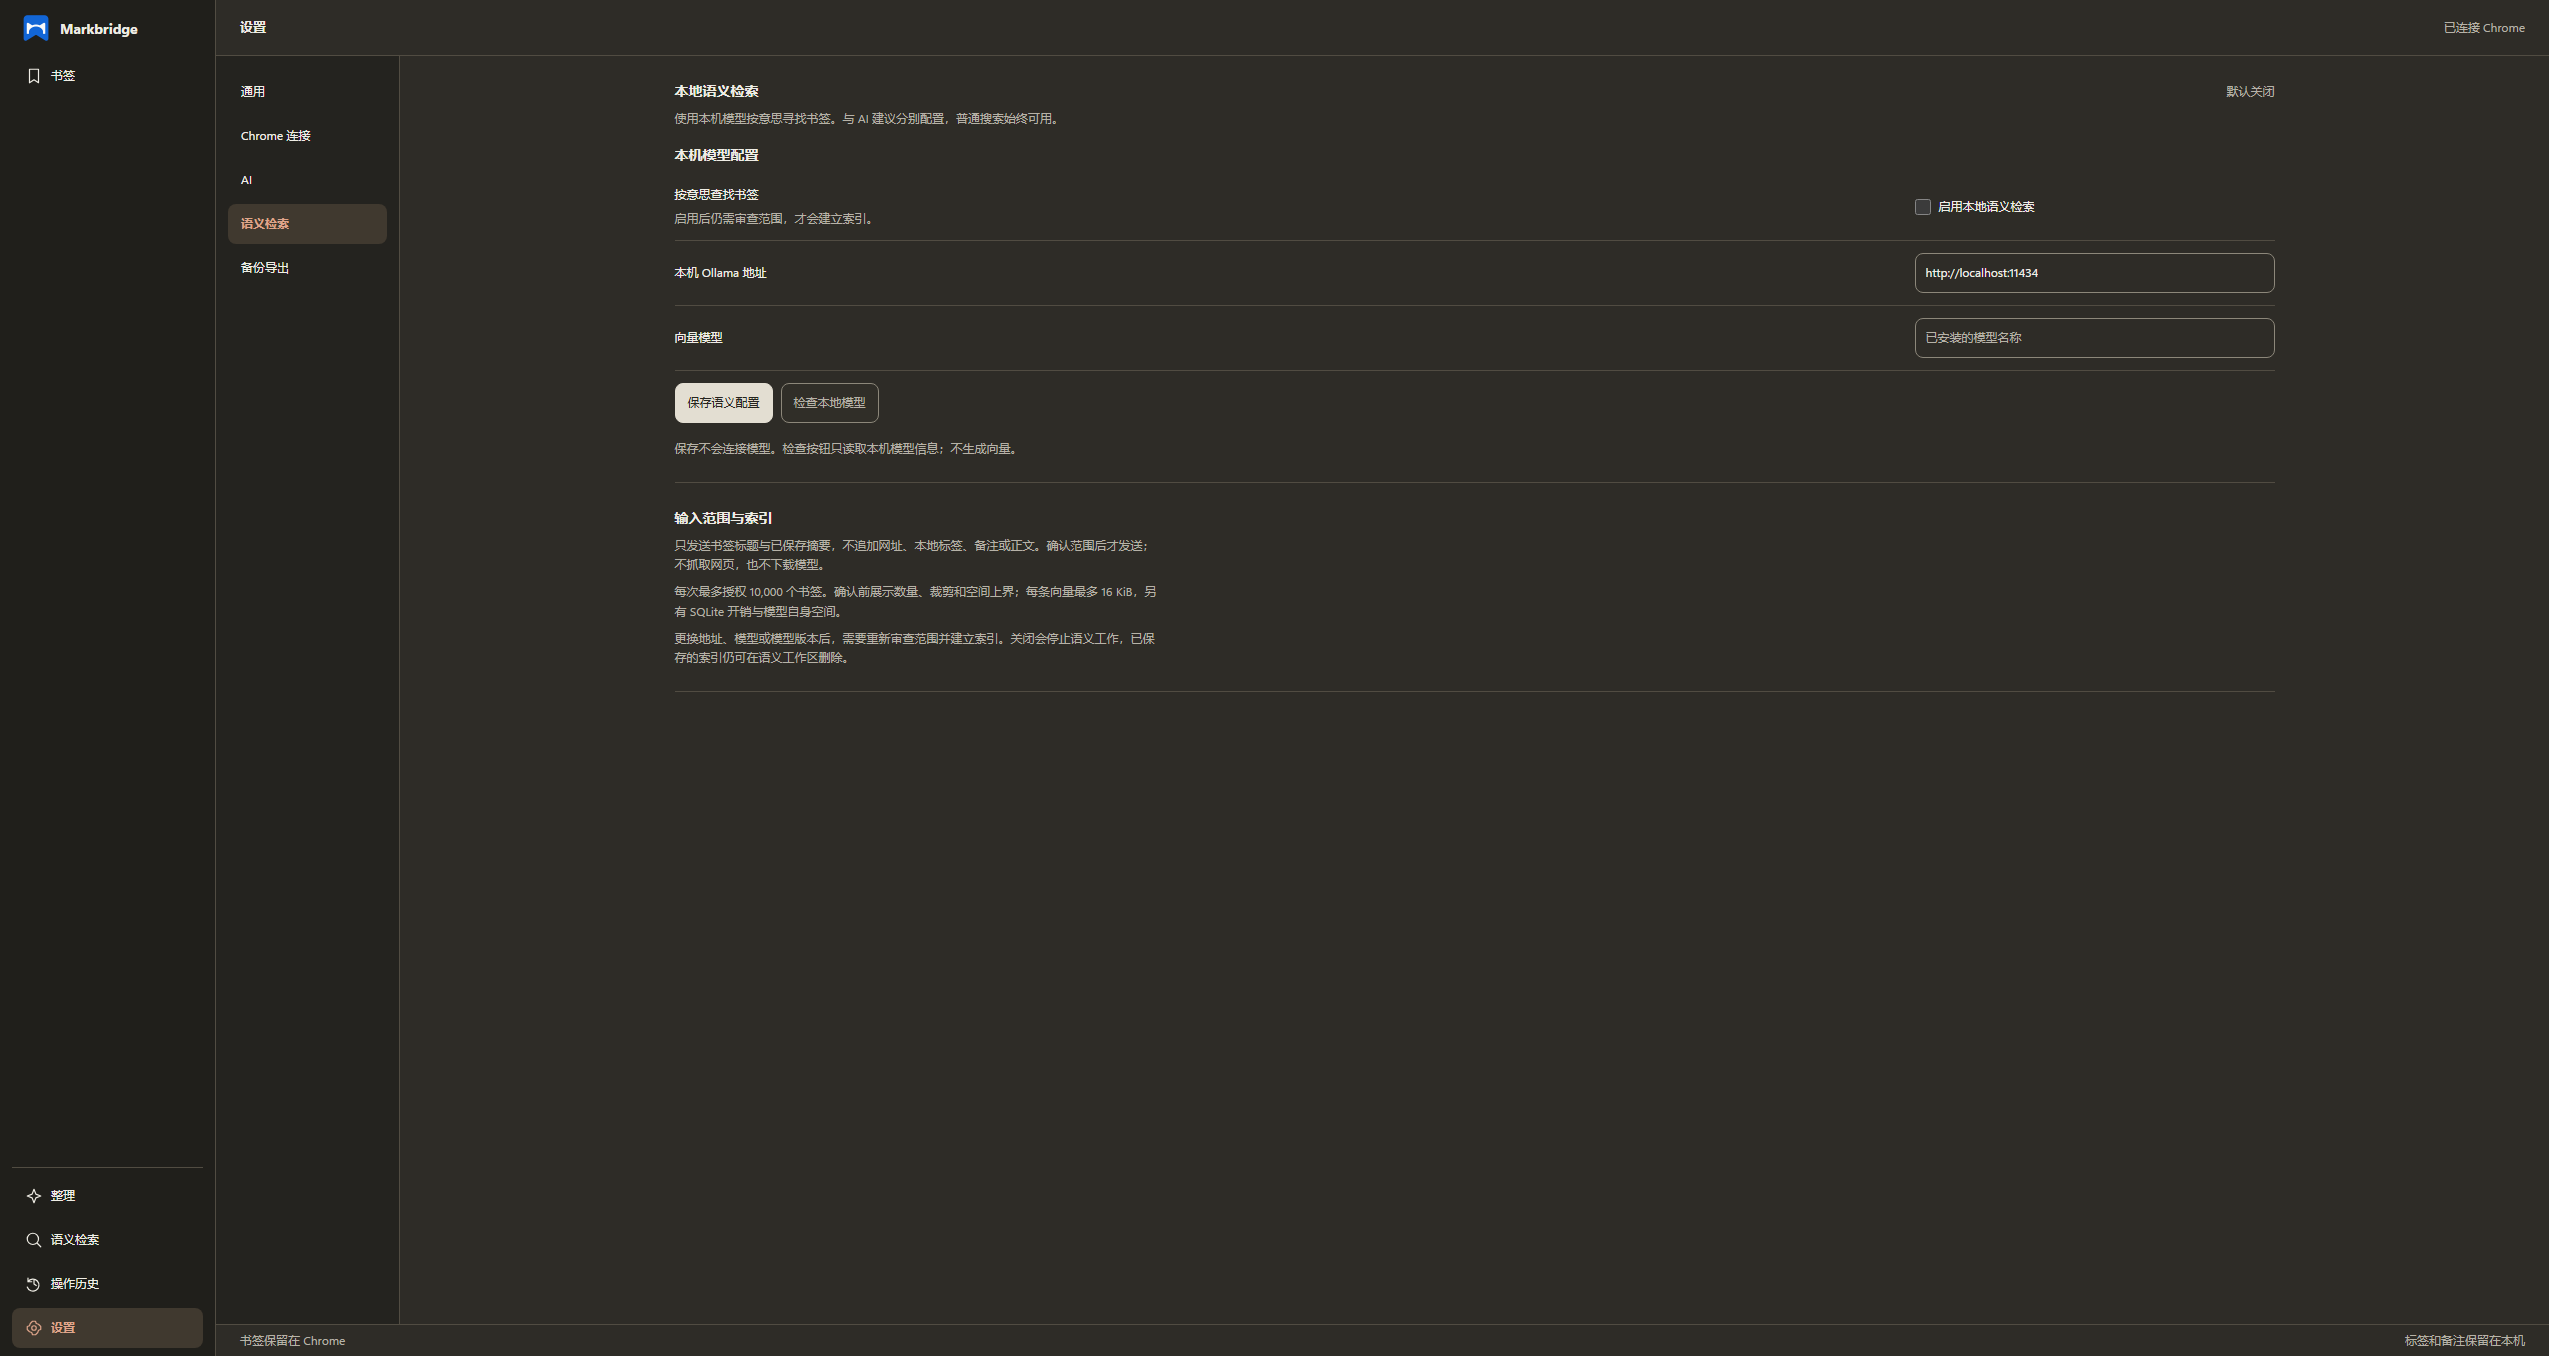 Markbridge
书签
整理
语义检索
操作历史
设置
设置
已连接 Chrome
通用
Chrome 连接
AI
语义检索
备份导出
本地语义检索
默认关闭
使用本机模型按意思寻找书签。与 AI 建议分别配置，普通搜索始终可用。
本机模型配置
按意思查找书签
启用后仍需审查范围，才会建立索引。
启用本地语义检索
本机 Ollama 地址
http://localhost:11434
向量模型
已安装的模型名称
保存语义配置
检查本地模型
保存不会连接模型。检查按钮只读取本机模型信息；不生成向量。
输入范围与索引
只发送书签标题与已保存摘要，不追加网址、本地标签、备注或正文。确认范围后才发送；
不抓取网页，也不下载模型。
每次最多授权 10,000 个书签。确认前展示数量、裁剪和空间上界；每条向量最多 16 KiB，另
有 SQLite 开销与模型自身空间。
更换地址、模型或模型版本后，需要重新审查范围并建立索引。关闭会停止语义工作，已保
存的索引仍可在语义工作区删除。
书签保留在 Chrome
标签和备注保留在本机